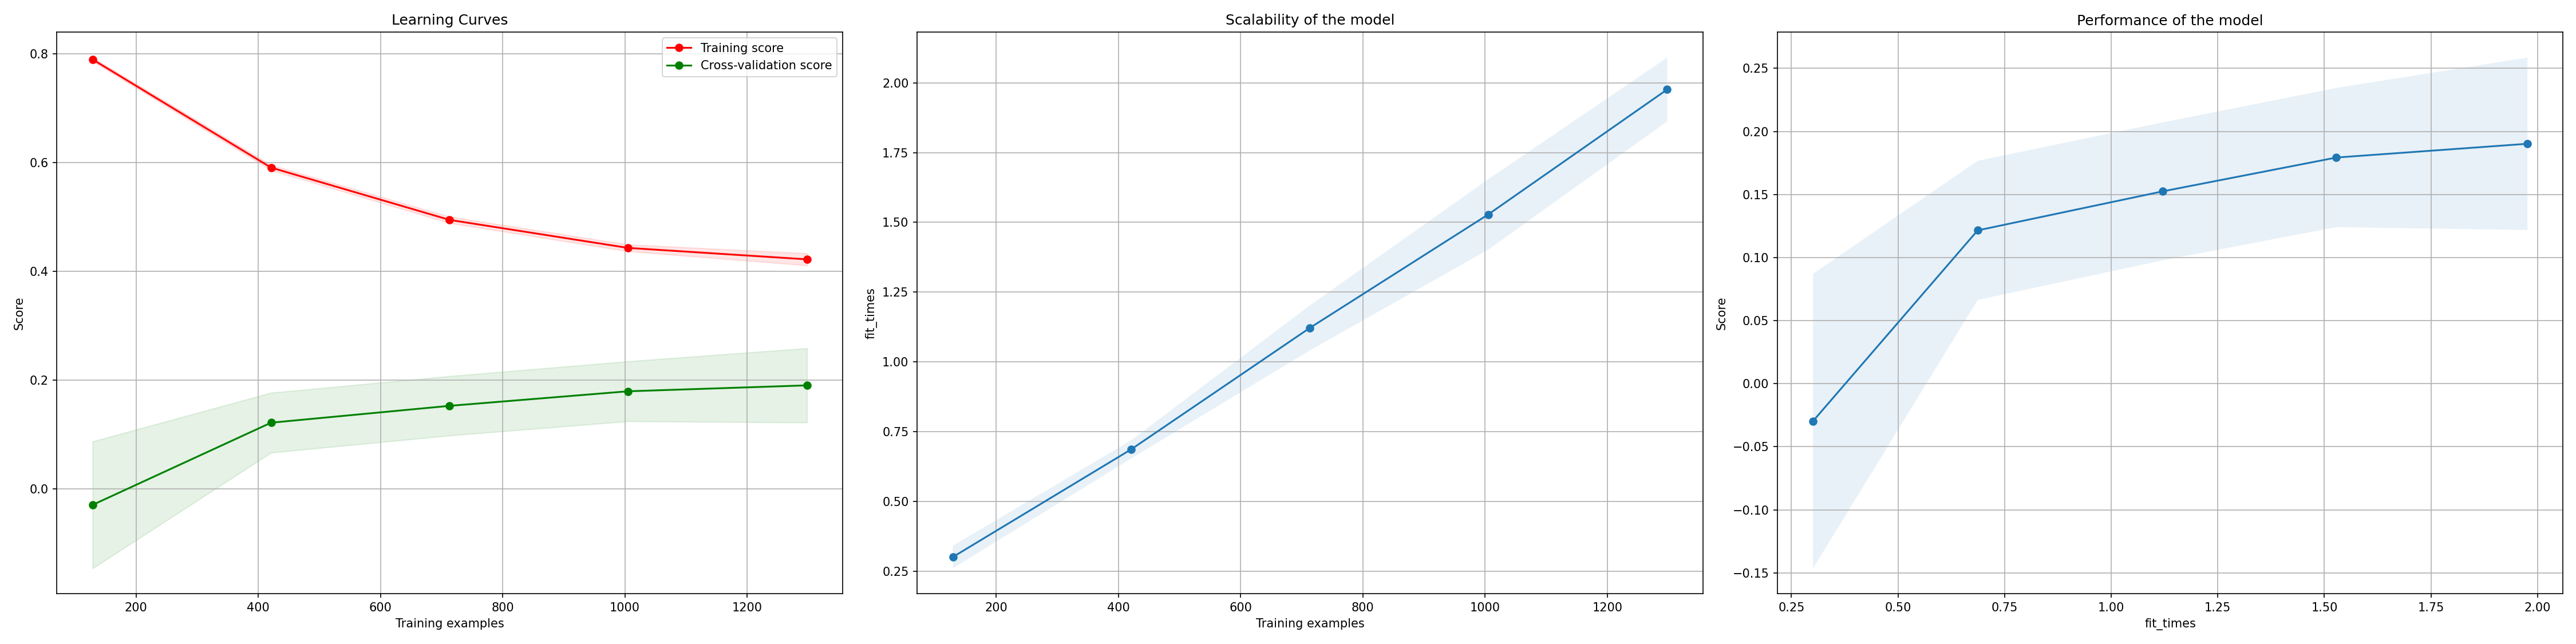 Learning Curves
Training score
Cross-validation score
0.8
0.6
0.4
0.2
0.0
Score
200 400 600 800 1000 1200
Training examples
Scalability of the model
2.00
1.75
1.50
1.25
1.00
0.75
0.50
0.25
fit_times
200 400 600 800 1000 1200
Training examples
Performance of the model
0.25
0.20
0.15
0.10
0.05
0.00
−0.05
−0.10
−0.15
Score
0.25 0.50 0.75 1.00 1.25 1.50 1.75 2.00
fit_times